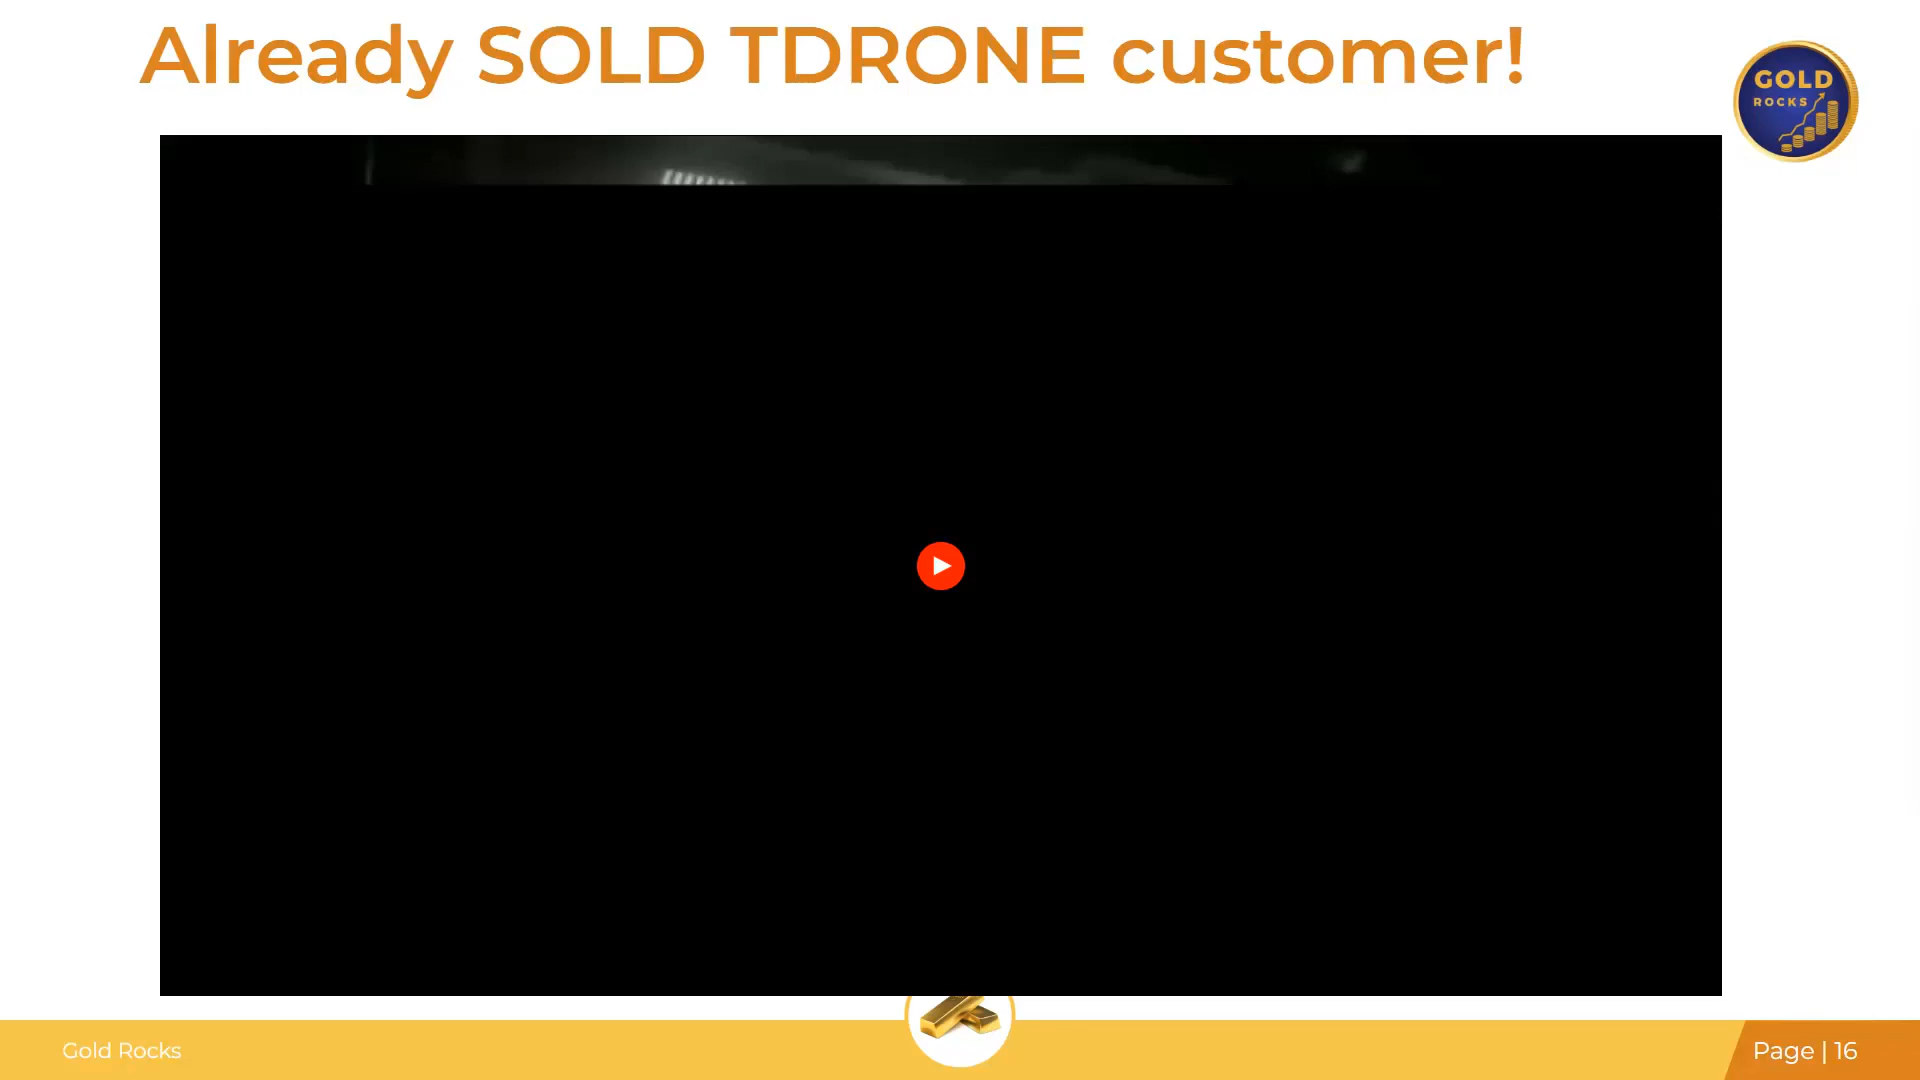 Already SOLD TDRONE customer!
GOLD
ROCKS
Gold Rocks
Page | 16